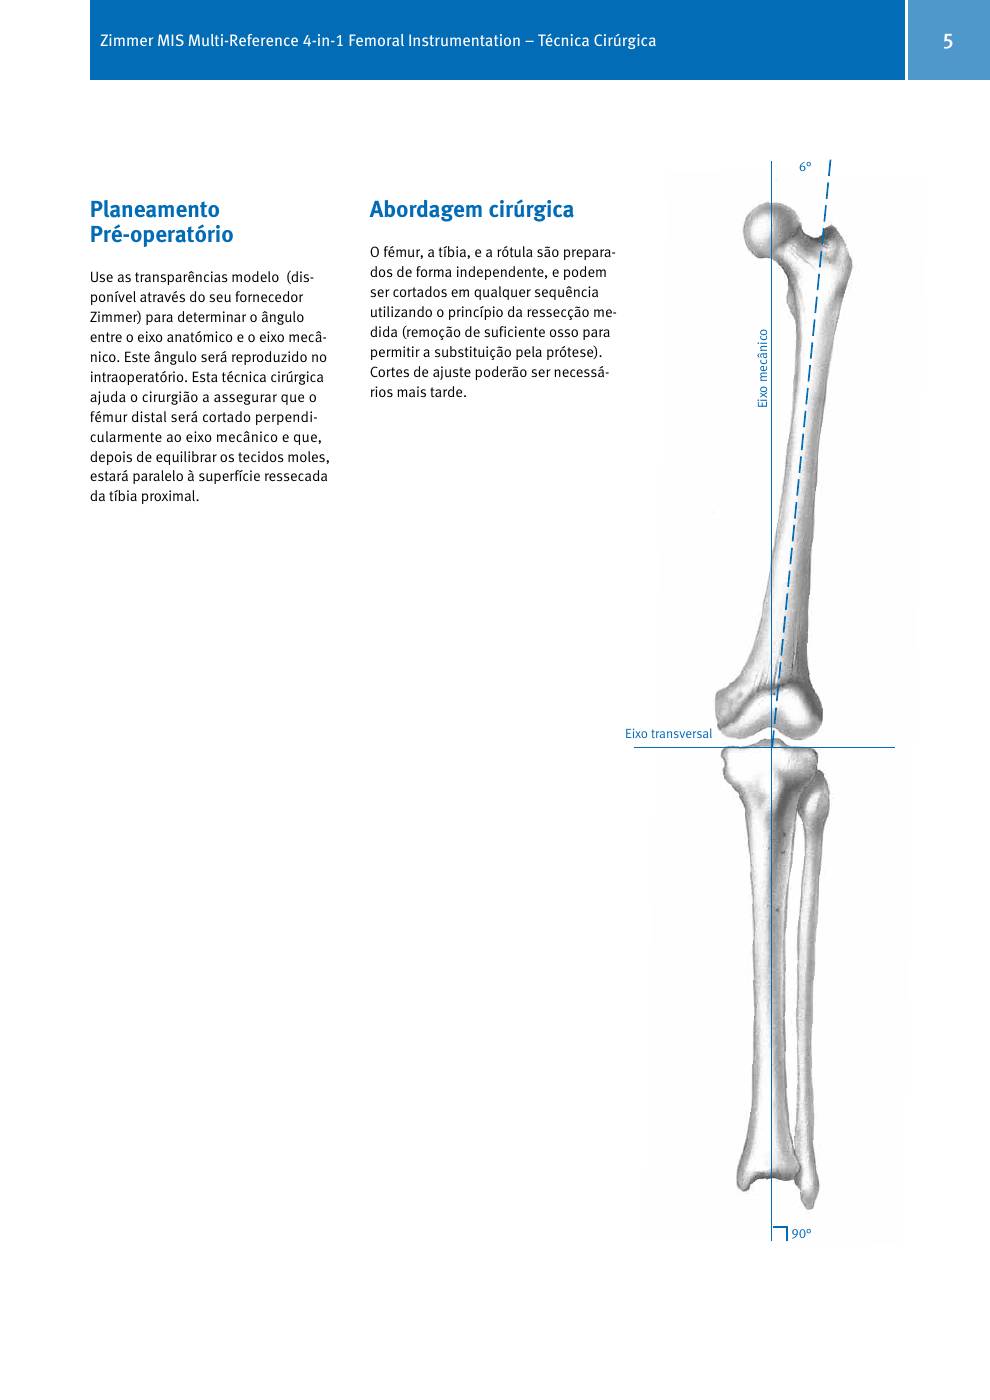 Zimmer MIS Multi-Reference 4-in-1 Femoral Instrumentation – Técnica Cirúrgica
5
Planeamento
Pré-operatório
Use as transparências modelo  (dis-
ponível através do seu fornecedor
Zimmer) para determinar o ângulo
entre o eixo anatómico e o eixo mecâ-
nico. Este ângulo será reproduzido no
intraoperatório. Esta técnica cirúrgica
ajuda o cirurgião a assegurar que o
fémur distal será cortado perpendi-
cularmente ao eixo mecânico e que,
depois de equilibrar os tecidos moles,
estará paralelo à superfície ressecada
da tíbia proximal.
Abordagem cirúrgica
O fémur, a tíbia, e a rótula são prepara-
dos de forma independente, e podem
ser cortados em qualquer sequência
utilizando o princípio da ressecção me-
dida (remoção de suficiente osso para
permitir a substituição pela prótese).
Cortes de ajuste poderão ser necessá-
rios mais tarde.
6º
Eixo mecânico
Eixo transversal
90º